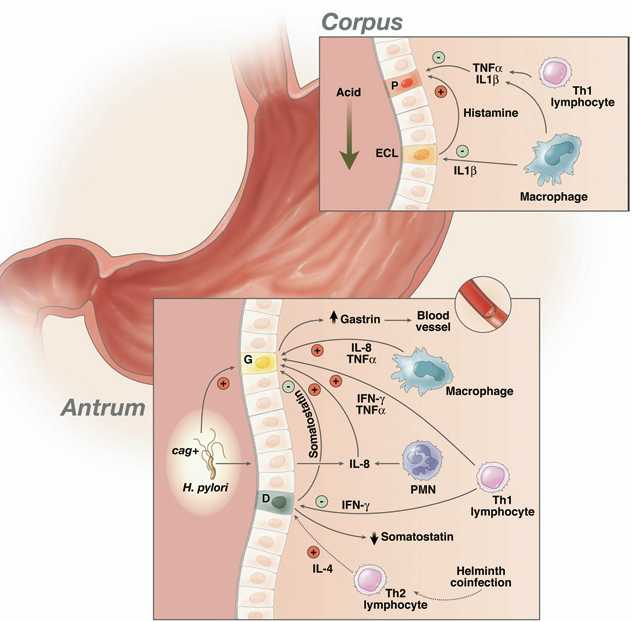 Corpus
Acid
P
-
+
TNFα
IL1β
Th1
lymphocyte
Histamine
ECL
-
IL1β
Macrophage
Antrum
Gastrin
Blood
vessel
G
+
-
+
+
+
IL-8
TNFα
Macrophage
IFN-γ
TNFα
Somatostatin
cag+
H. pylori
IL-8
PMN
Th1
lymphocyte
D
-
IFN-γ
Somatostatin
+
IL-4
Th2
lymphocyte
Helminth
coinfection